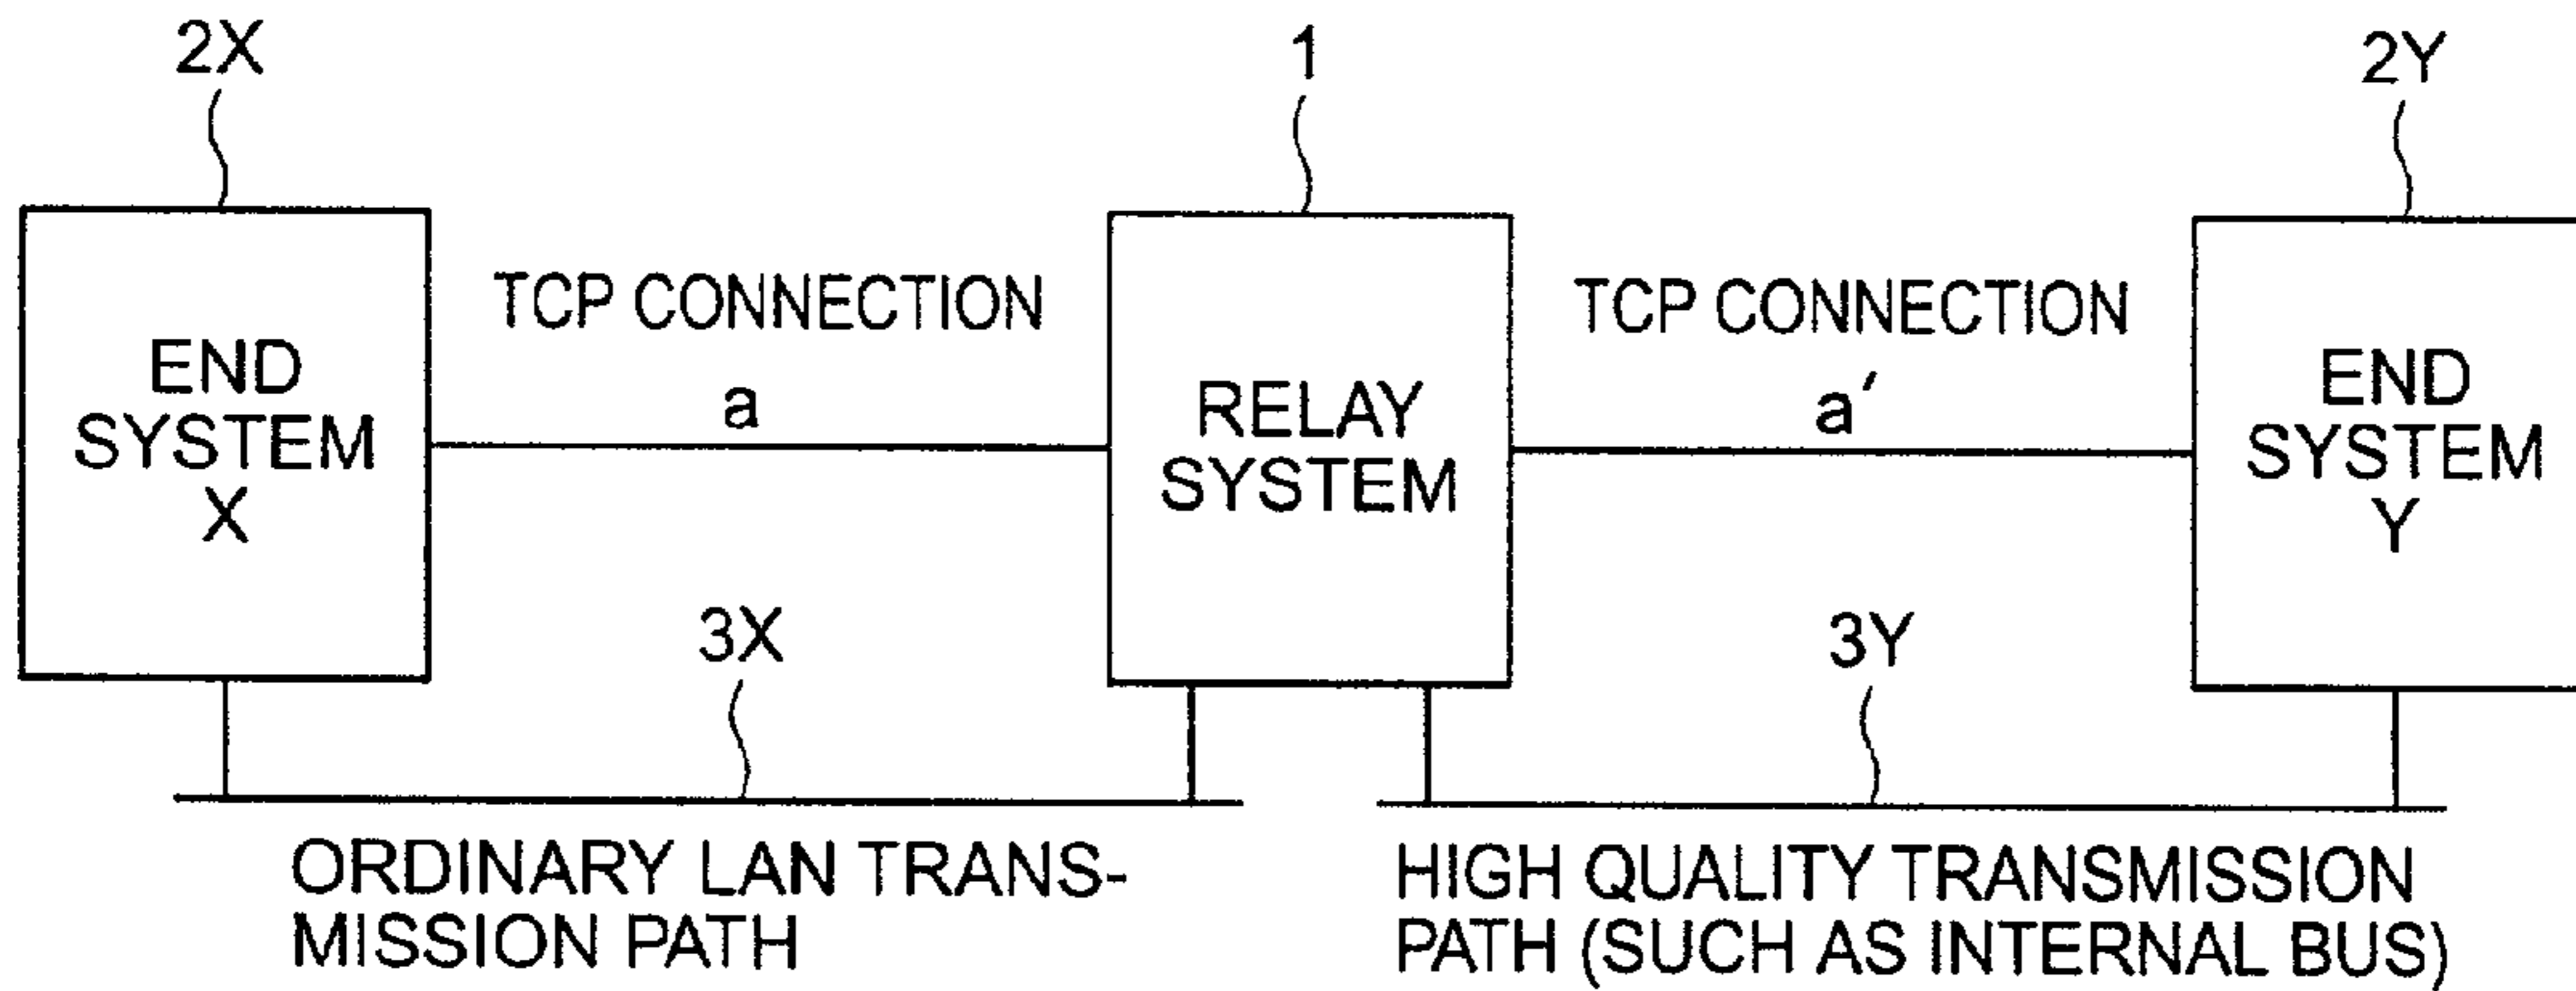 2X
1
2Y
END
SYSTEM
X
TCP CONNECTION
a
RELAY
SYSTEM
TCP CONNECTION
a′
END
SYSTEM
Y
3X
3Y
ORDINARY LAN TRANS-
MISSION PATH
HIGH QUALITY TRANSMISSION
PATH (SUCH AS INTERNAL BUS)